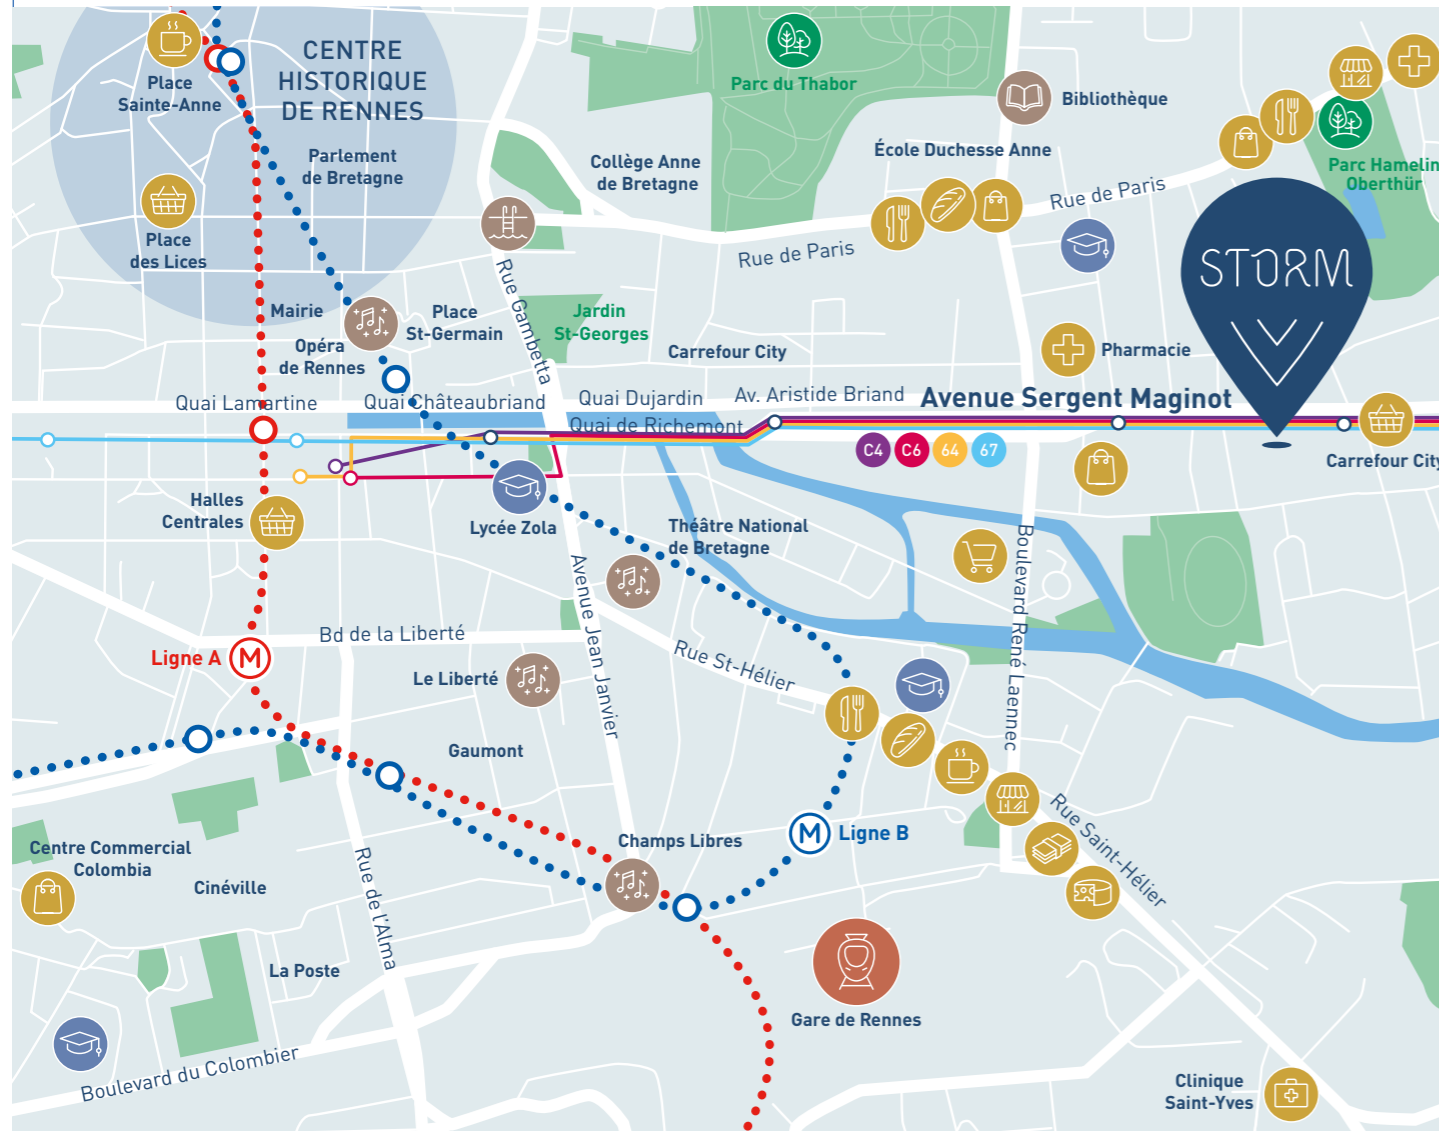 CENTRE
HISTORIQUE
DE RENNES
Place
Sainte-Anne
Parlement
de Bretagne
Place
des Lices
Mairie
Opéra
de Rennes
Place
St-Germain
Parc du Thabor
Bibliothèque
Collège Anne
de Bretagne
École Duchesse Anne
Parc Hamelin
Oberthür
Rue de Paris
Rue de Paris
STORM
Rue Gambetta
Jardin
St-Georges
Carrefour City
Pharmacie
Quai Lamartine
Quai Châteaubriand
Quai Dujardin
Quai de Richemont
Av. Aristide Briand
Avenue Sergent Maginot
C4
C6
64
67
Carrefour City
Halles
Centrales
Lycée Zola
Théâtre National
de Bretagne
Avenue Jean Janvier
Boulevard René Laennec
Bd de la Liberté
Ligne A
M
Le Liberté
Rue St-Hélier
Gaumont
Champs Libres
M
Ligne B
Rue Saint-Hélier
Centre Commercial
Colombia
Cinéville
Rue de l'Alma
La Poste
Gare de Rennes
Boulevard du Colombier
Clinique
Saint-Yves